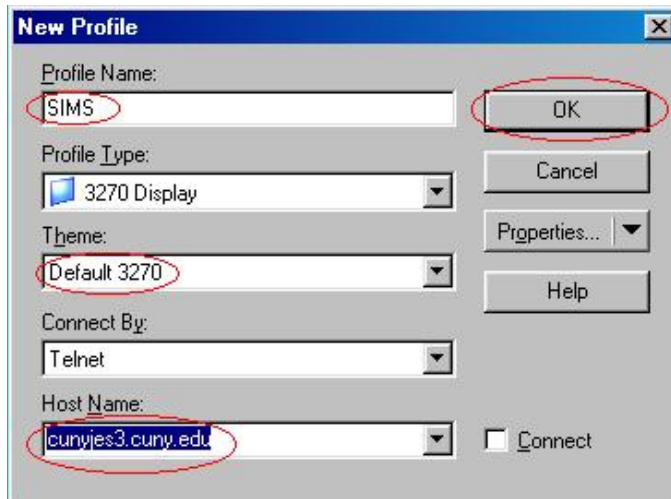 New Profile
Profile Name:
SIMS
OK
Profile Type:
3270 Display
Cancel
Theme:
Default 3270
Properties...
Help
Connect By:
Telnet
Host Name:
cunyjes3.cuny.edu
Connect